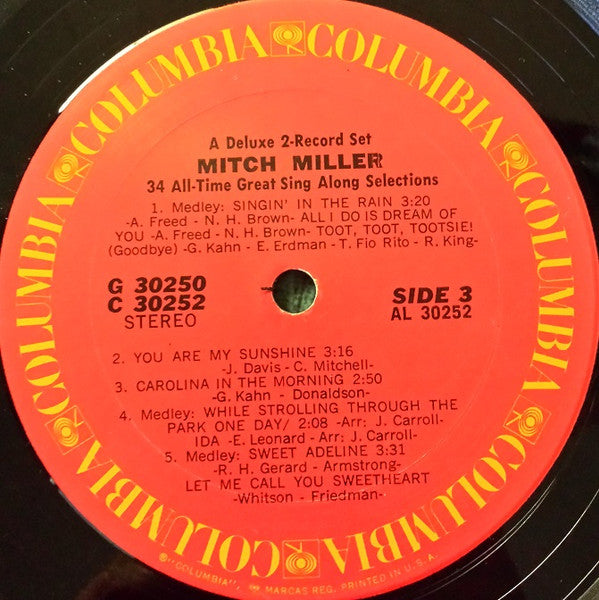 COLUMBIA COLUMBIA COLUMBIA COLUMBIA COLUMBIA COLUMBIA
A Deluxe 2-Record Set
MITCH MILLER
34 All-Time Great Sing Along Selections
1. Medley: SINGIN' IN THE RAIN 3:20
-A. Freed - N. H. Brown- ALL I DO IS DREAM OF
YOU -A. Freed - N. H. Brown- TOOT, TOOT, TOOTSIE!
(Goodbye) -G. Kahn - E. Erdman - T. Fio Rito - R. King-
G 30250
C 30252
STEREO
SIDE 3
AL 30252
2. YOU ARE MY SUNSHINE 3:16
-J. Davis - C. Mitchell-
3. CAROLINA IN THE MORNING 2:50
-G. Kahn - Donaldson-
4. Medley: WHILE STROLLING THROUGH THE
PARK ONE DAY/ 2:08 -Arr: J. Carroll-
IDA -E. Leonard - Arr: J. Carroll-
5. Medley: SWEET ADELINE 3:31
-R. H. Gerard - Armstrong-
LET ME CALL YOU SWEETHEART
-Whitson - Friedman-
®"COLUMBIA", MARCAS REG. PRINTED IN U.S.A.